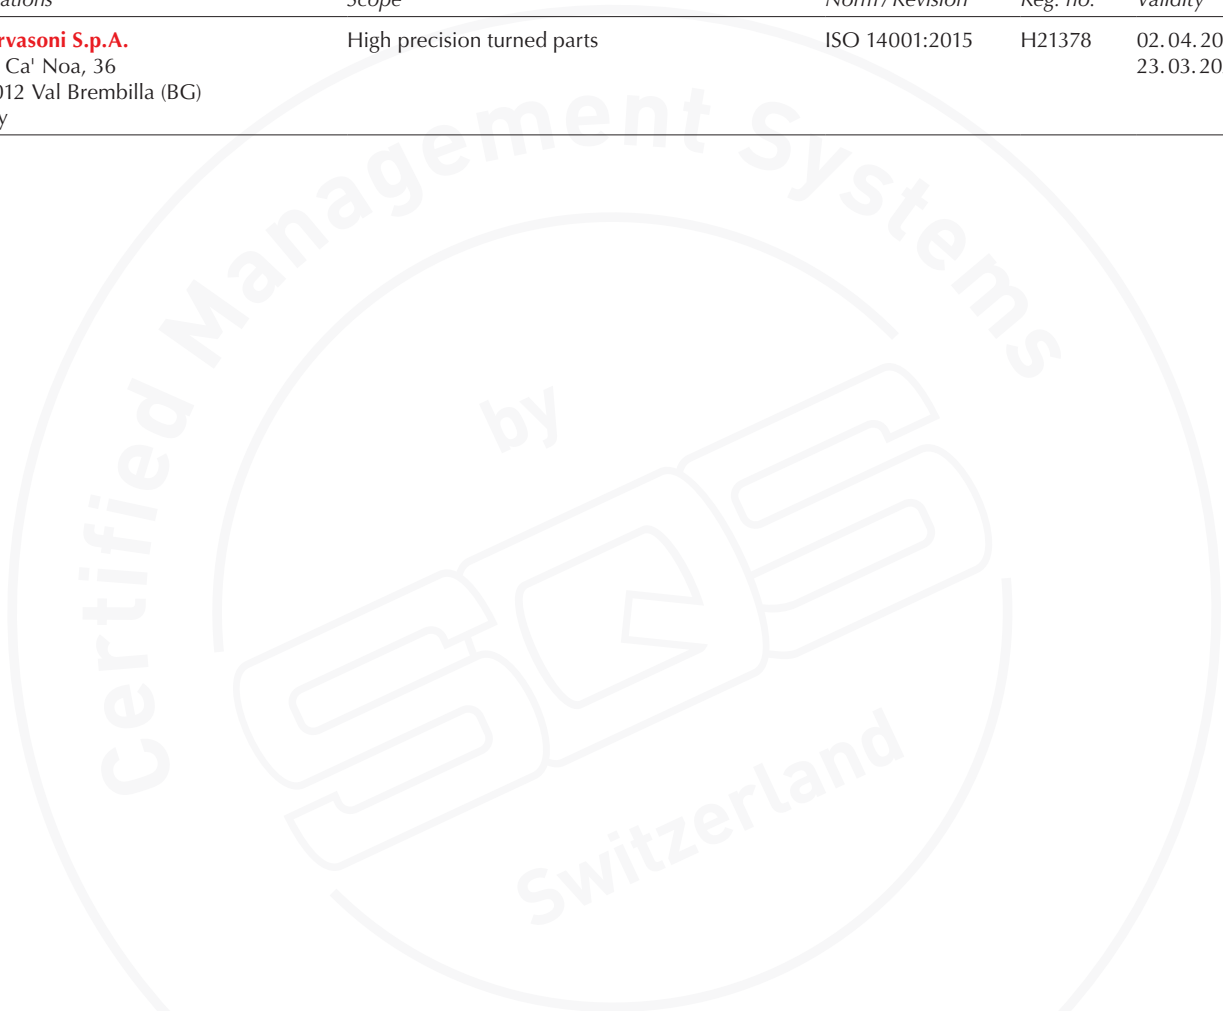 ations Scope Norm/Revision Reg. no. Validity
rvasoni S.p.A. High precision turned parts ISO 14001:2015 H21378 02.04.20
Ca' Noa, 36 23.03.20
012 Val Brembilla (BG)
y
Certified Management Systems
by
SQS
Switzerland